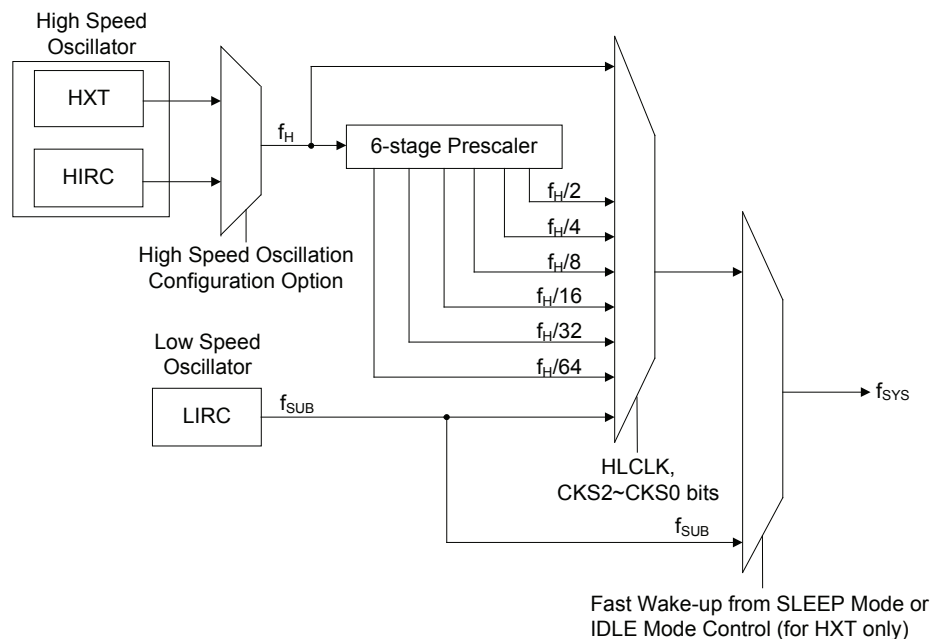 High Speed
Oscillator
HXT
HIRC
fH
6-stage Prescaler
fH/2
fH/4
fH/8
fH/16
fH/32
fH/64
High Speed Oscillation
Configuration Option
Low Speed
Oscillator
LIRC
fSUB
fSYS
HLCLK,
CKS2~CKS0 bits
fSUB
Fast Wake-up from SLEEP Mode or
IDLE Mode Control (for HXT only)